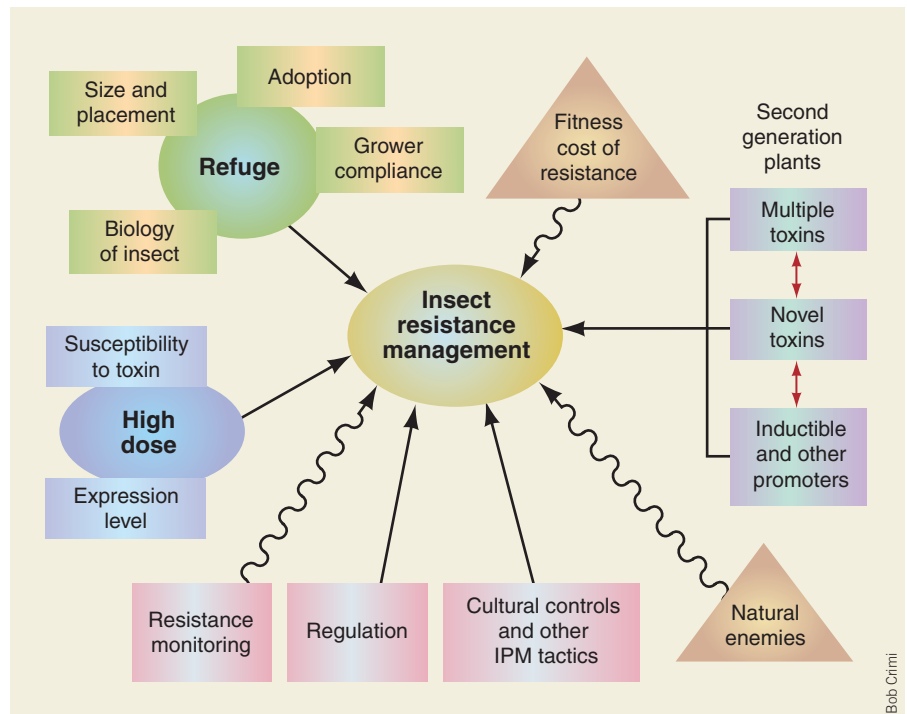 Size and
placement
Adoption
Refuge
Grower
compliance
Biology
of insect
Fitness
cost of
resistance
Second
generation
plants
Multiple
toxins
Novel
toxins
Inductible
and other
promoters
Insect
resistance
management
Susceptibility
to toxin
High
dose
Expression
level
Resistance
monitoring
Regulation
Cultural controls
and other
IPM tactics
Natural
enemies
Bob Crimi